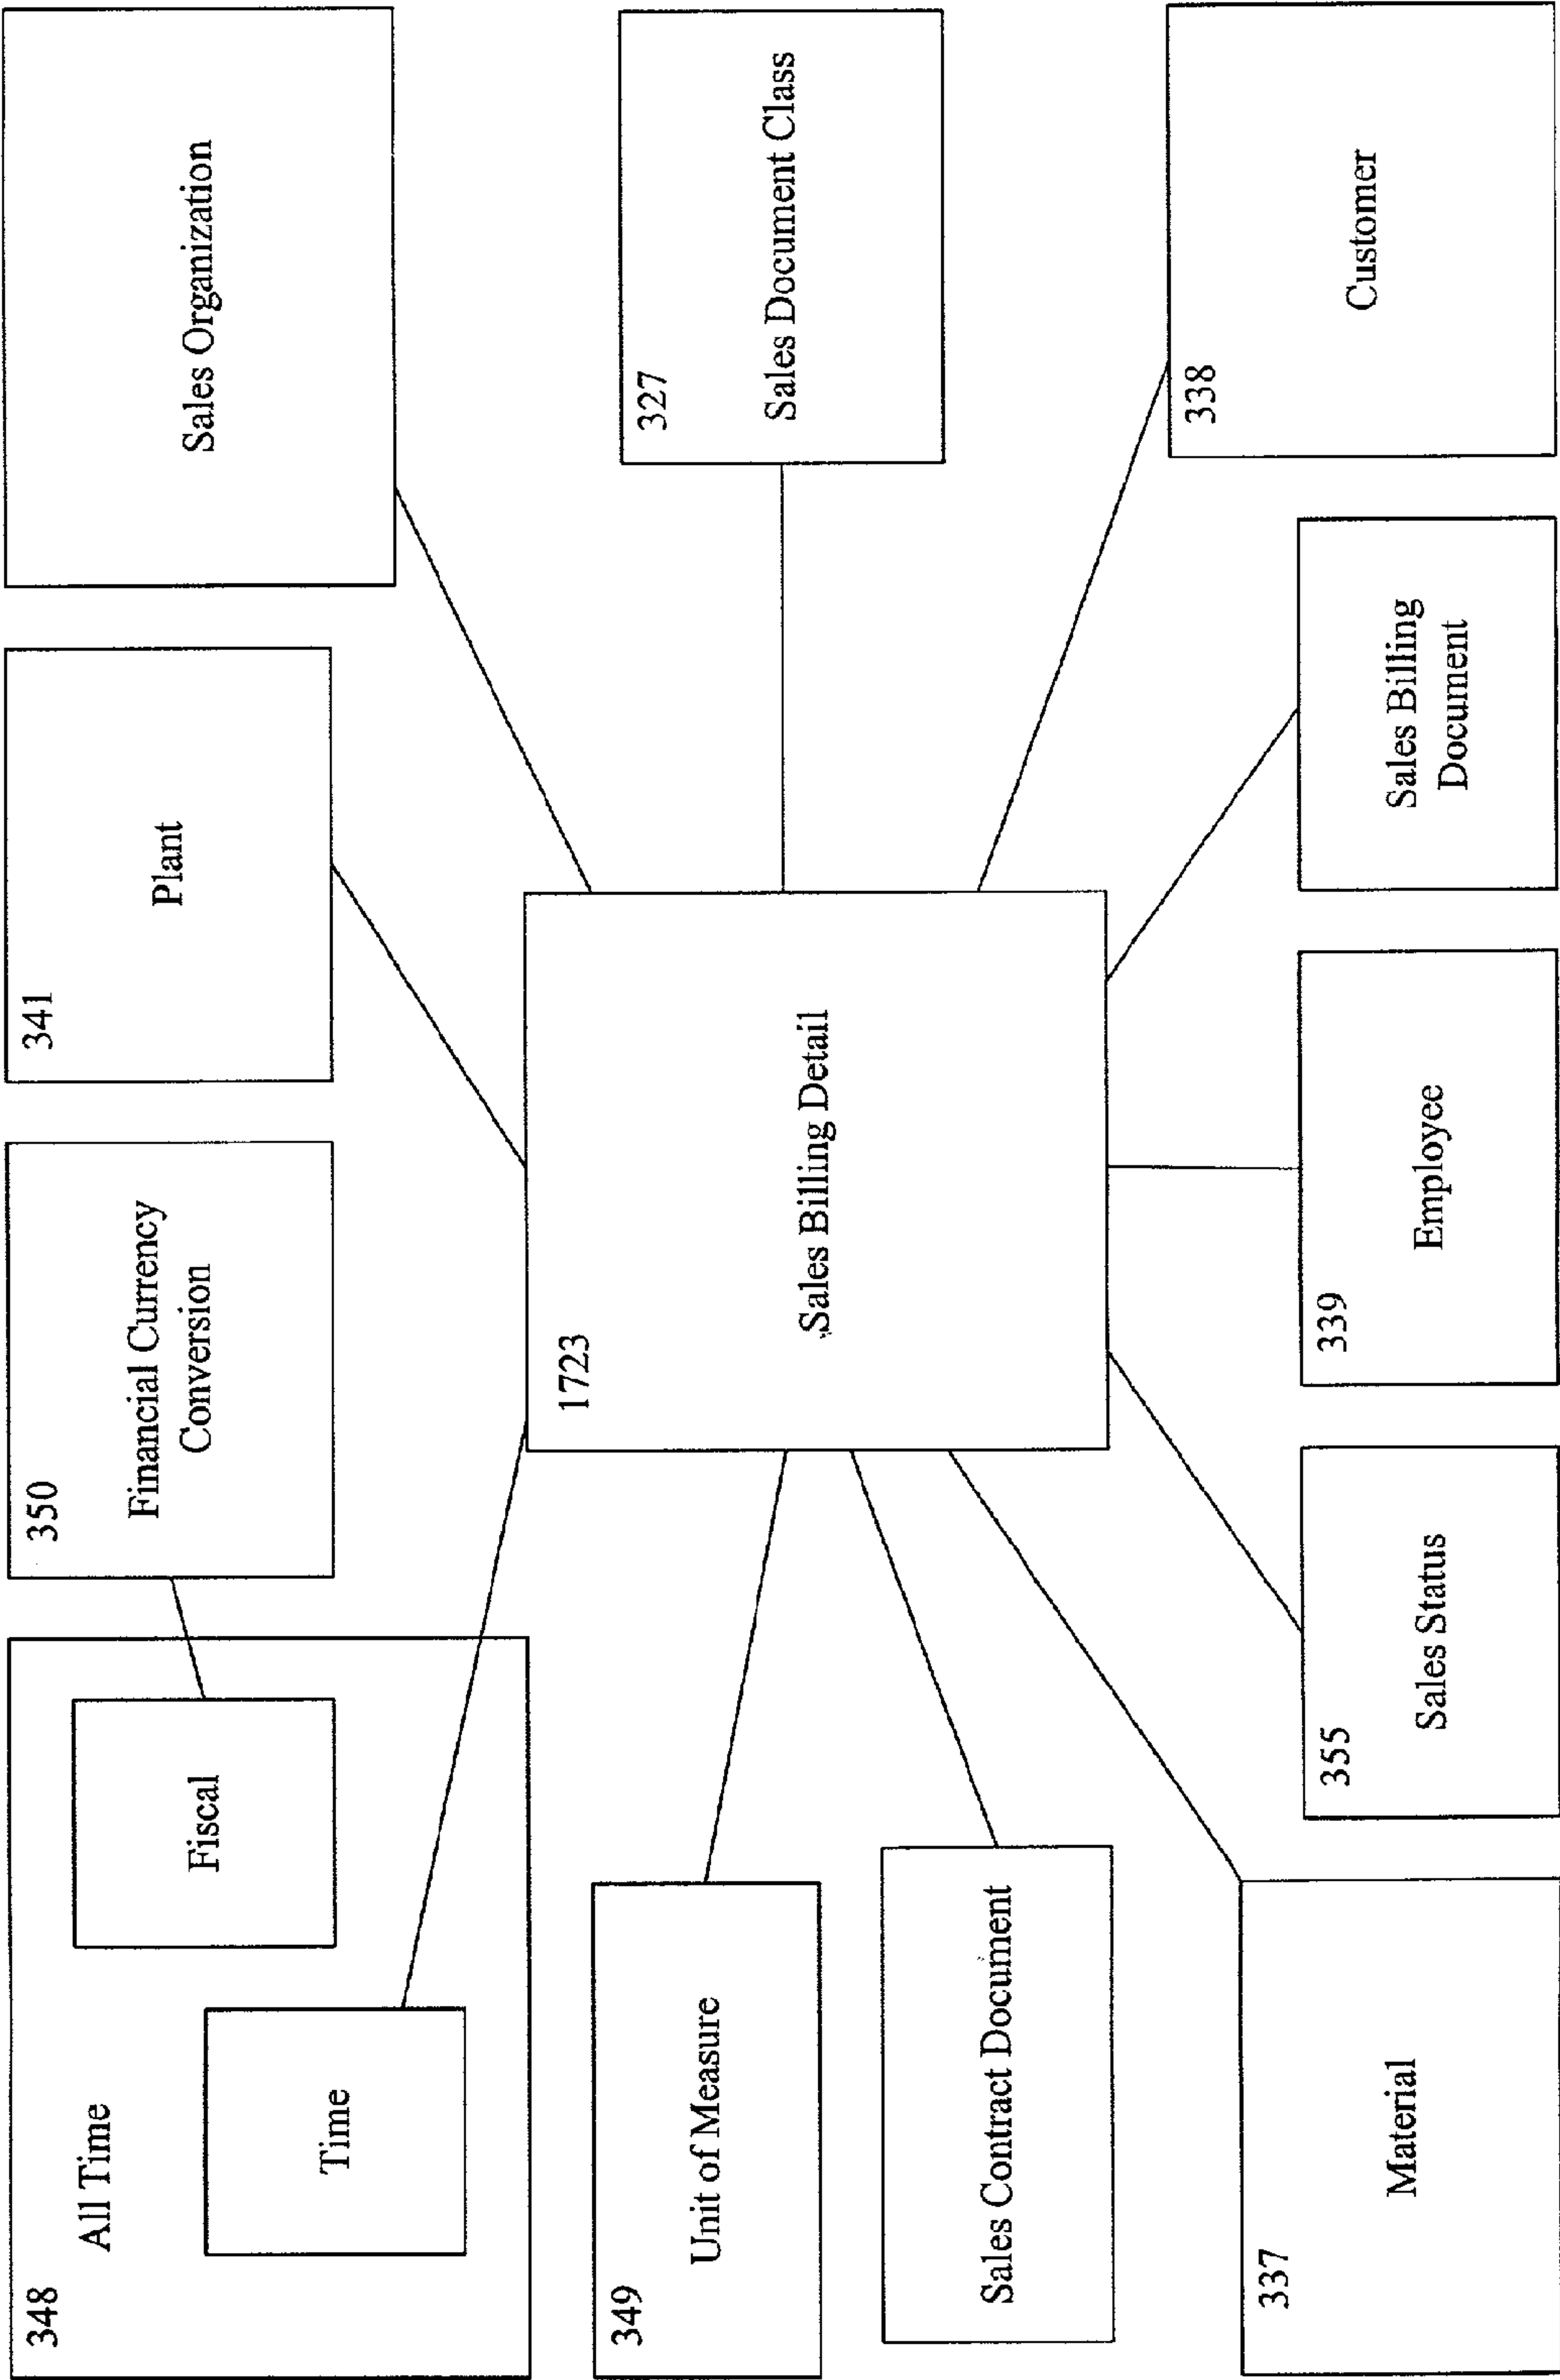 348
All Time
Time
Fiscal
350
Financial Currency
Conversion
341
Plant
Sales Organization
349
Unit of Measure
1723
Sales Billing Detail
327
Sales Document Class
Sales Contract Document
337
Material
355
Sales Status
339
Employee
Sales Billing
Document
338
Customer